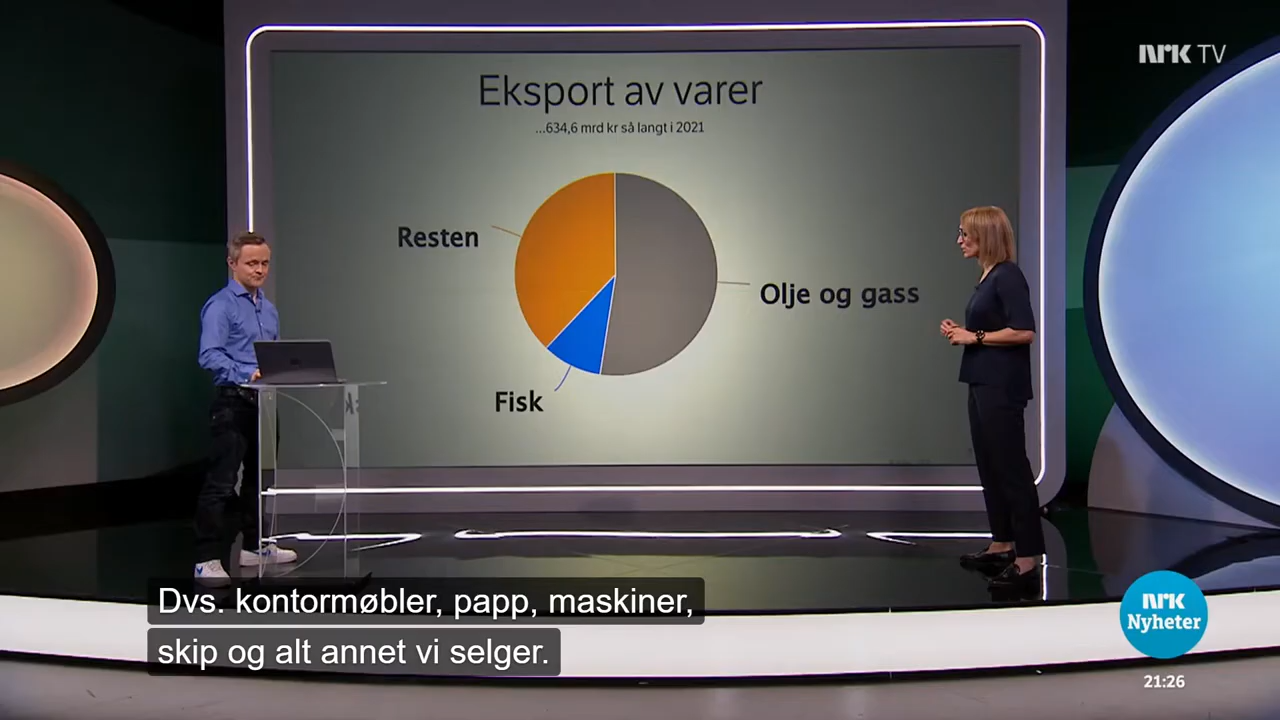 NRK TV
Eksport av varer
...634,6 mrd kr så langt i 2021
Resten
Olje og gass
Fisk
Dvs. kontormøbler, papp, maskiner,
skip og alt annet vi selger.
NRK
Nyheter
21:26